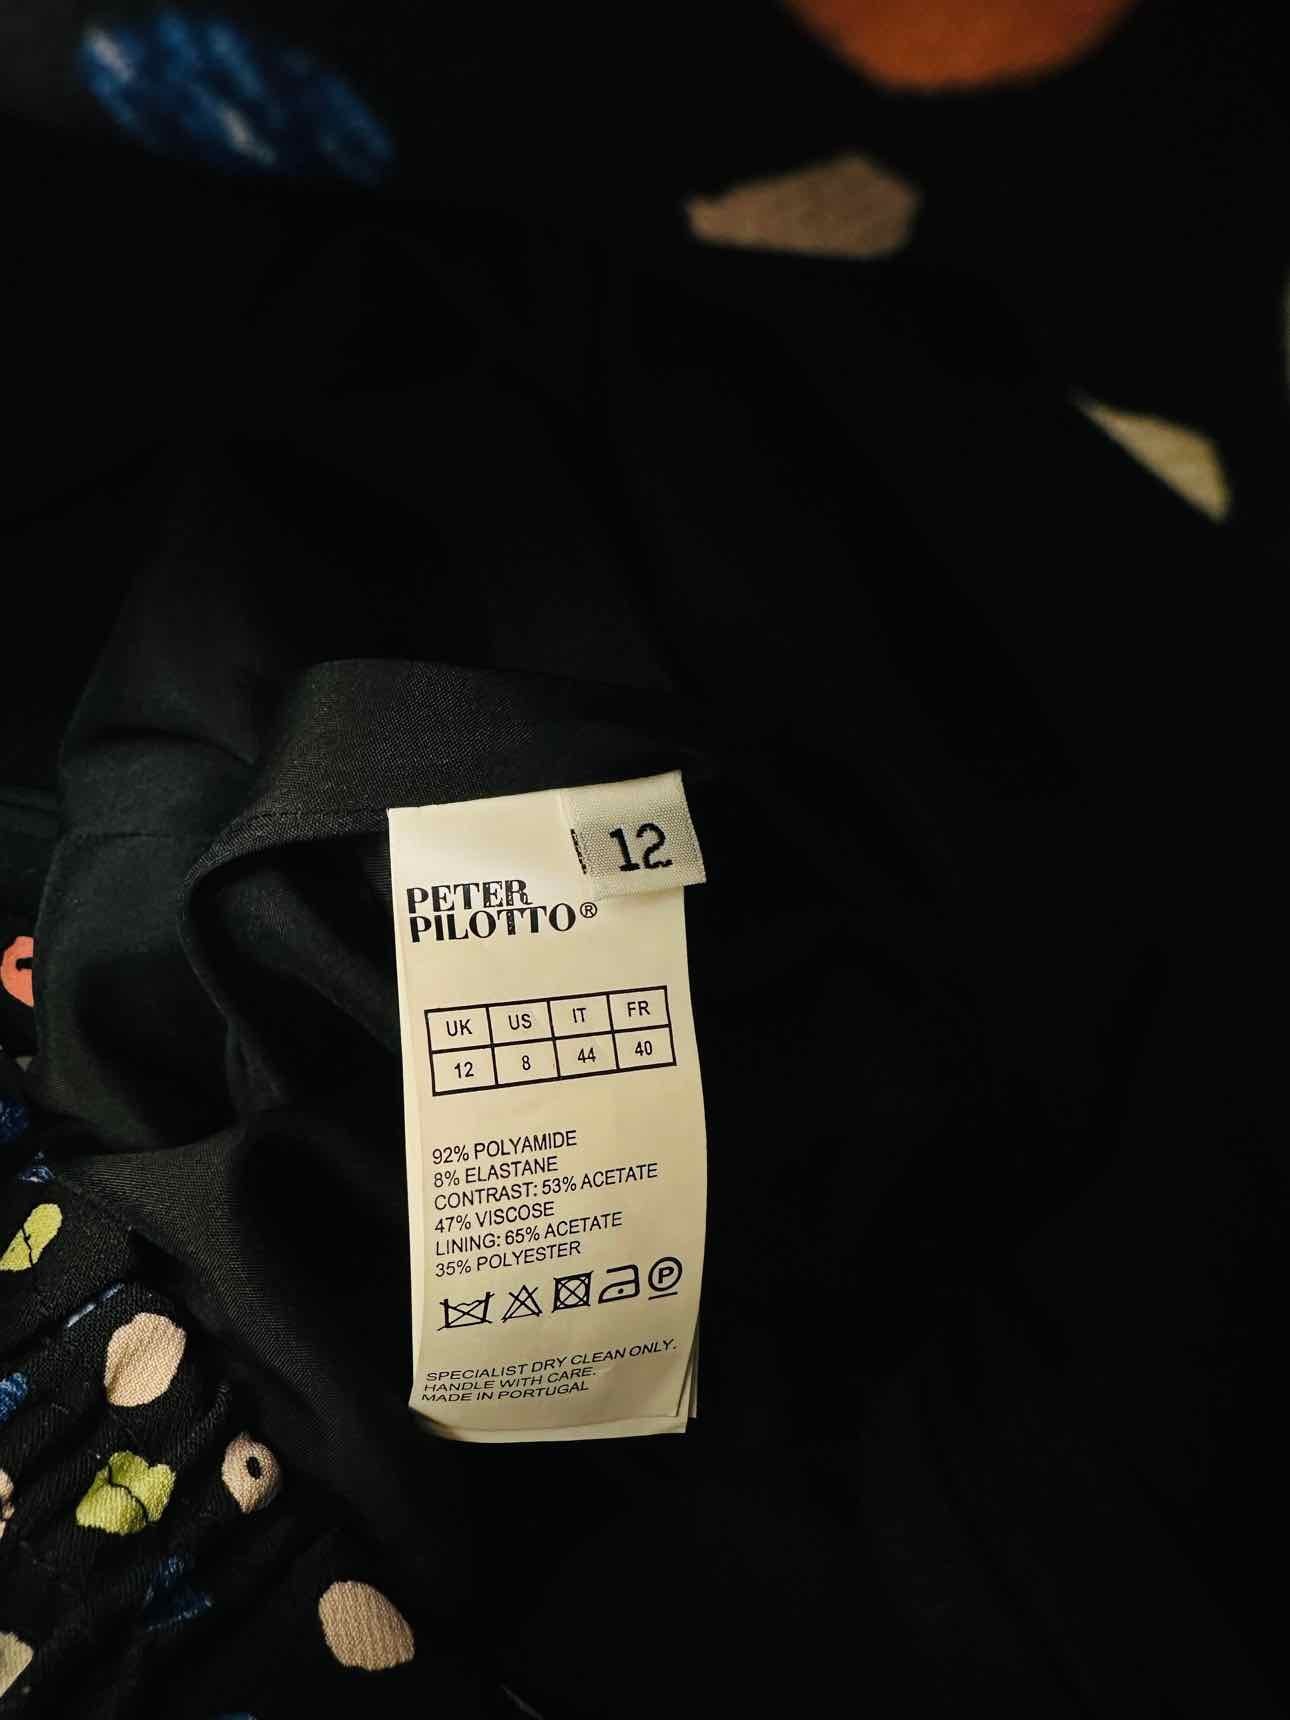 12
PETER
PILOTTO®
UK US IT FR
12 8 44 40
92% POLYAMIDE
8% ELASTANE
CONTRAST: 53% ACETATE
47% VISCOSE
LINING: 65% ACETATE
35% POLYESTER
P
SPECIALIST DRY CLEAN ONLY.
HANDLE WITH CARE.
MADE IN PORTUGAL